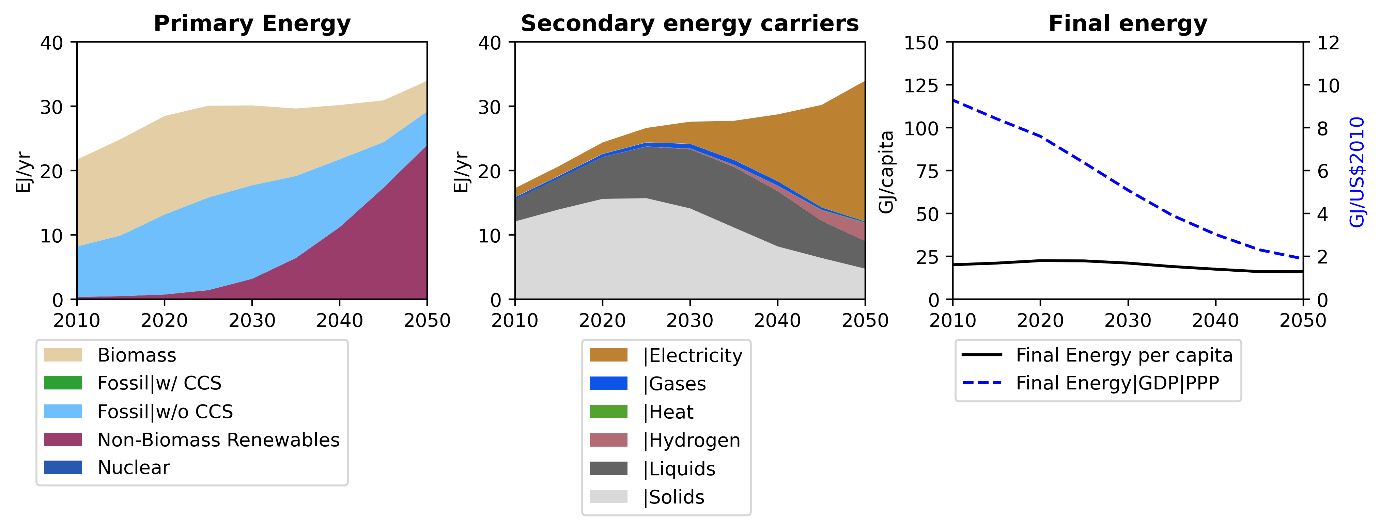 Primary Energy
EJ/yr
40
30
20
10
0
2010 2020 2030 2040 2050
Biomass
Fossil|w/ CCS
Fossil|w/o CCS
Non-Biomass Renewables
Nuclear
Secondary energy carriers
EJ/yr
40
30
20
10
0
2010 2020 2030 2040 2050
|Electricity
|Gases
|Heat
|Hydrogen
|Liquids
|Solids
Final energy
GJ/capita
150
125
100
75
50
25
0
12
10
8
6
4
2
0
GJ/US$2010
2010 2020 2030 2040 2050
Final Energy per capita
Final Energy|GDP|PPP